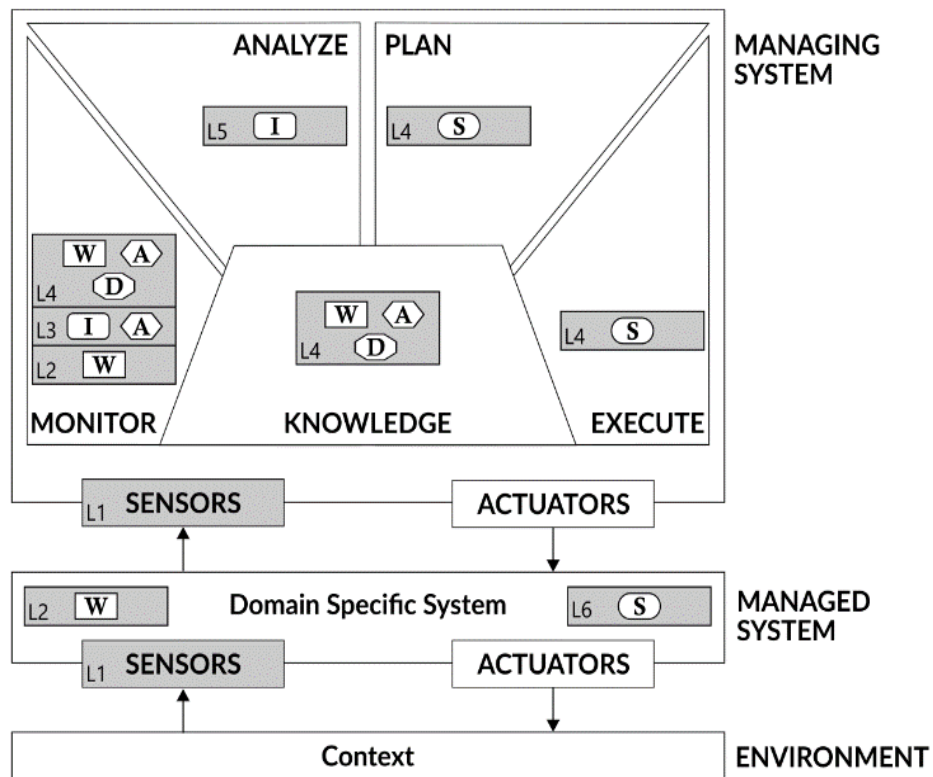 ANALYZE
PLAN
MANAGING
SYSTEM
L5 I
L4 S
W A
L4 D
L3 I A
L2 W
W A
L4 D
L4 S
MONITOR
KNOWLEDGE
EXECUTE
L1 SENSORS
ACTUATORS
L2 W
Domain Specific System
L6 S
MANAGED
SYSTEM
L1 SENSORS
ACTUATORS
Context
ENVIRONMENT